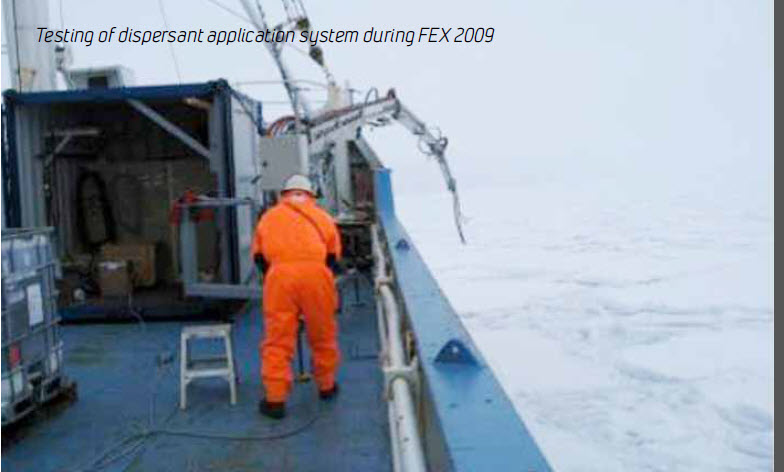 Testing of dispersant application system during FEX 2009